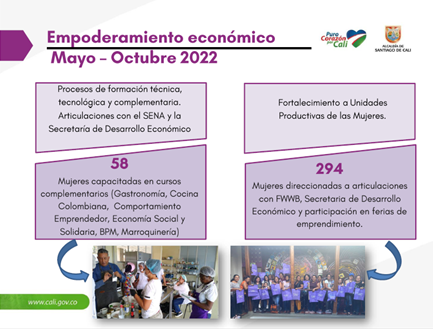 Empoderamiento económico
Mayo – Octubre 2022
Puro
Corazón
por
Cali
ALCALDÍA DE
SANTIAGO DE CALI
Procesos de formación técnica,
tecnológica y complementaria.
Articulaciones con el SENA y la
Secretaría de Desarrollo Económico
58
Mujeres capacitadas en cursos
complementarios (Gastronomía, Cocina
Colombiana, Comportamiento
Emprendedor, Economía Social y
Solidaria, BPM, Marroquinería)
Fortalecimiento a Unidades
Productivas de las Mujeres.
294
Mujeres direccionadas a articulaciones
con FWWB, Secretaria de Desarrollo
Económico y participación en ferias de
emprendimiento.
www.cali.gov.co